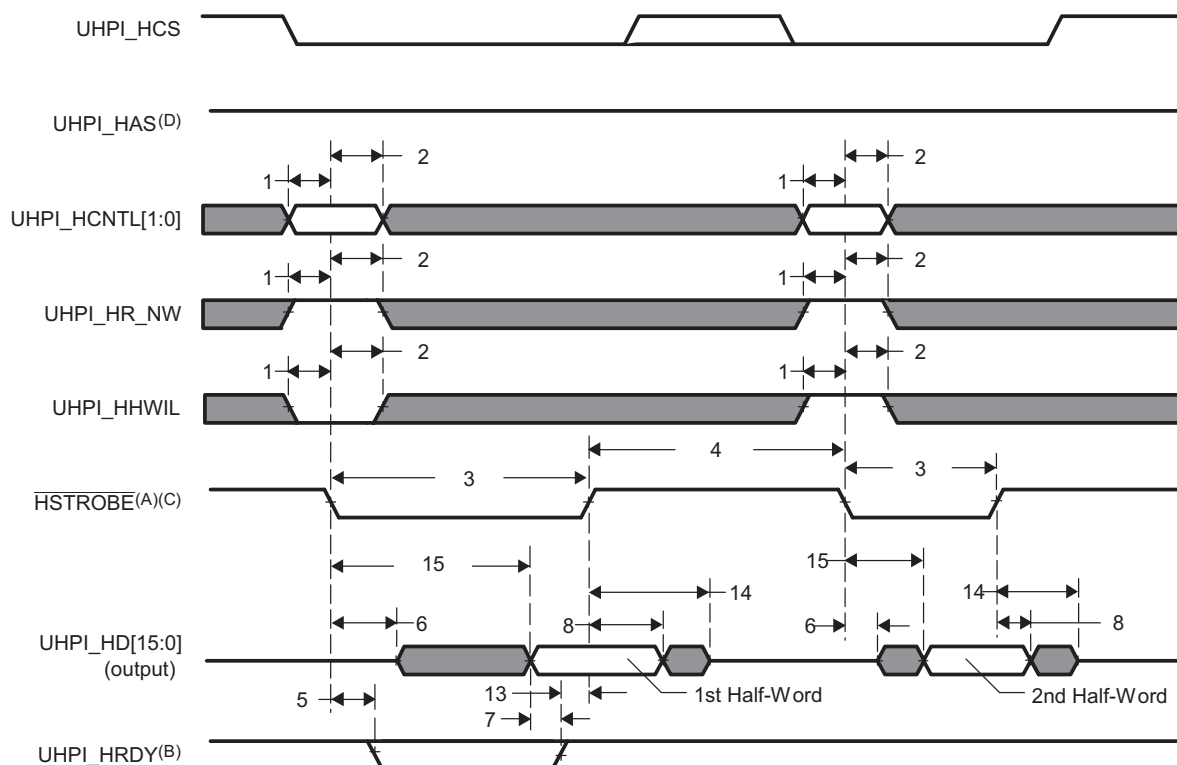 UHPI_HCS
UHPI_HAS(D)
2
2
1
1
UHPI_HCNTL[1:0]
2
2
1
1
UHPI_HR_NW
2
2
1
1
UHPI_HHWIL
4
3
3
HSTROBE(A)(C)
15
15
14
14
6
8
6
8
UHPI_HD[15:0]
(output)
5
13
1st Half-Word
2nd Half-Word
7
UHPI_HRDY(B)